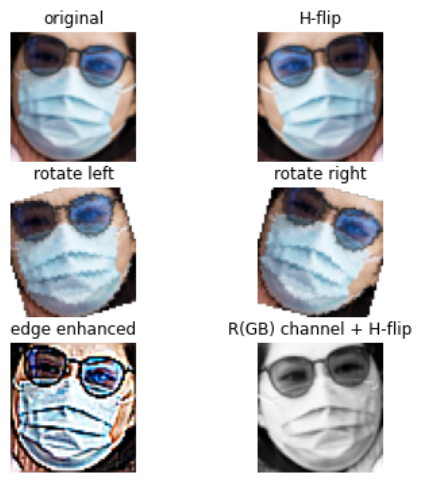 original
H-flip
rotate left
rotate right
edge enhanced
R(GB) channel + H-flip